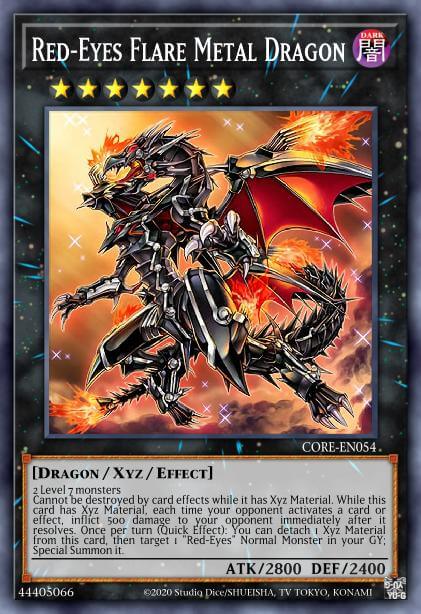 RED-EYES FLARE METAL DRAGON
DARK
闇
CORE-EN054
[DRAGON / XYZ / EFFECT]
2 Level 7 monsters
Cannot be destroyed by card effects while it has Xyz Material. While this
card has Xyz Material, each time your opponent activates a card or
effect, inflict 500 damage to your opponent immediately after it
resolves. Once per turn (Quick Effect): You can detach 1 Xyz Material
from this card, then target 1 "Red-Eyes" Normal Monster in your GY;
Special Summon it.
ATK/2800 DEF/2400
44405066
©2020 Studio Dice/SHUEISHA, TV TOKYO, KONAMI